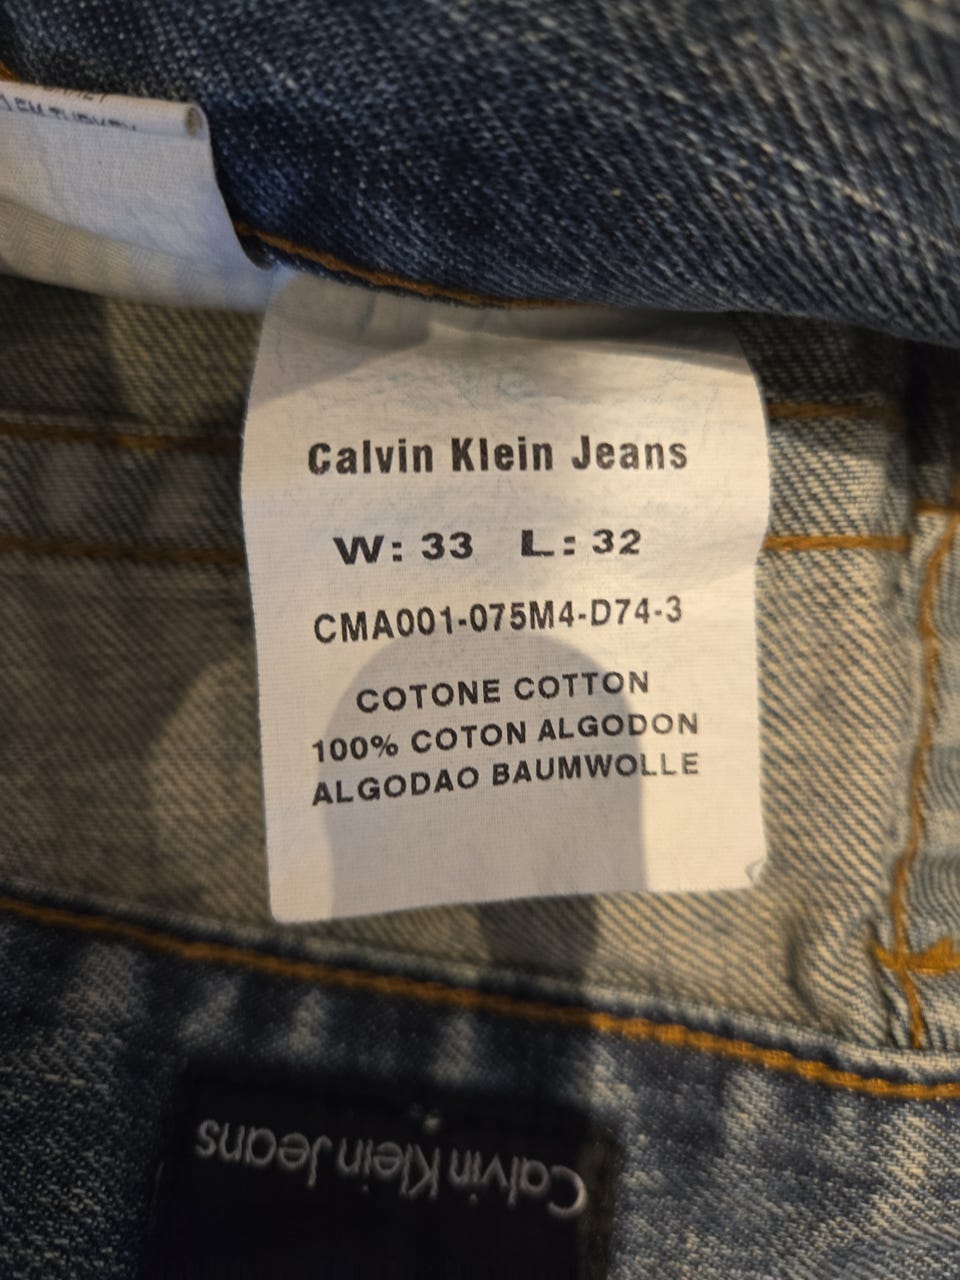 Calvin Klein Jeans
W: 33 L: 32
CMA001-075M4-D74-3
COTONE COTTON
100% COTON ALGODON
ALGODAO BAUMWOLLE
Calvin Klein Jeans